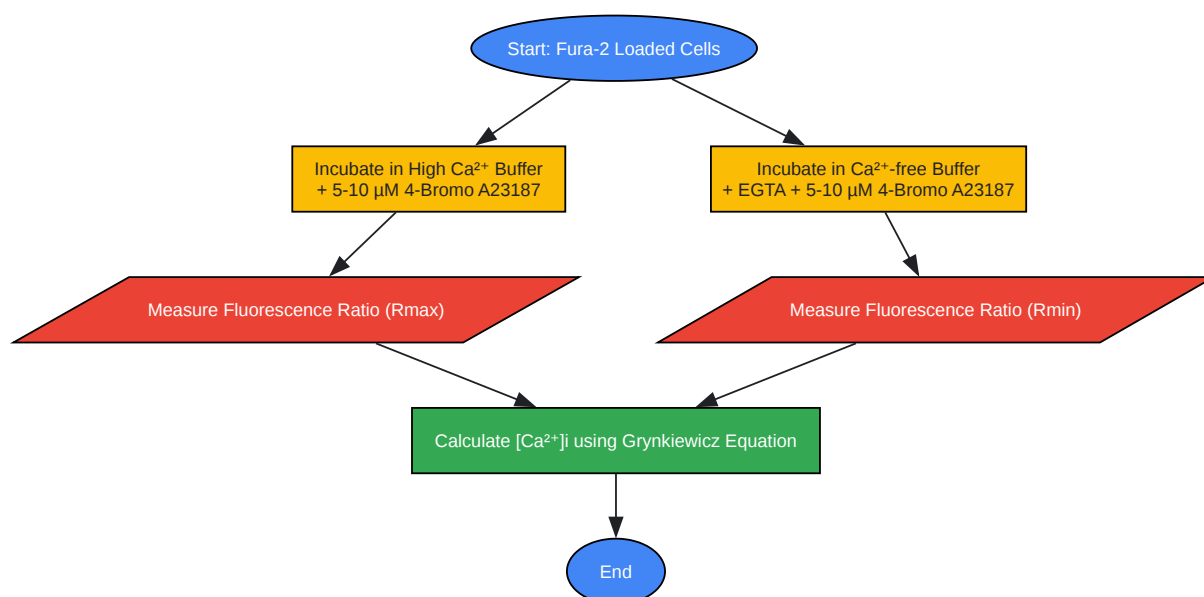 Start: Fura-2 Loaded Cells
Incubate in High Ca²⁺ Buffer
+ 5-10 µM 4-Bromo A23187
Incubate in Ca²⁺-free Buffer
+ EGTA + 5-10 µM 4-Bromo A23187
Measure Fluorescence Ratio (Rmax)
Measure Fluorescence Ratio (Rmin)
Calculate [Ca²⁺]i using Grynkiewicz Equation
End